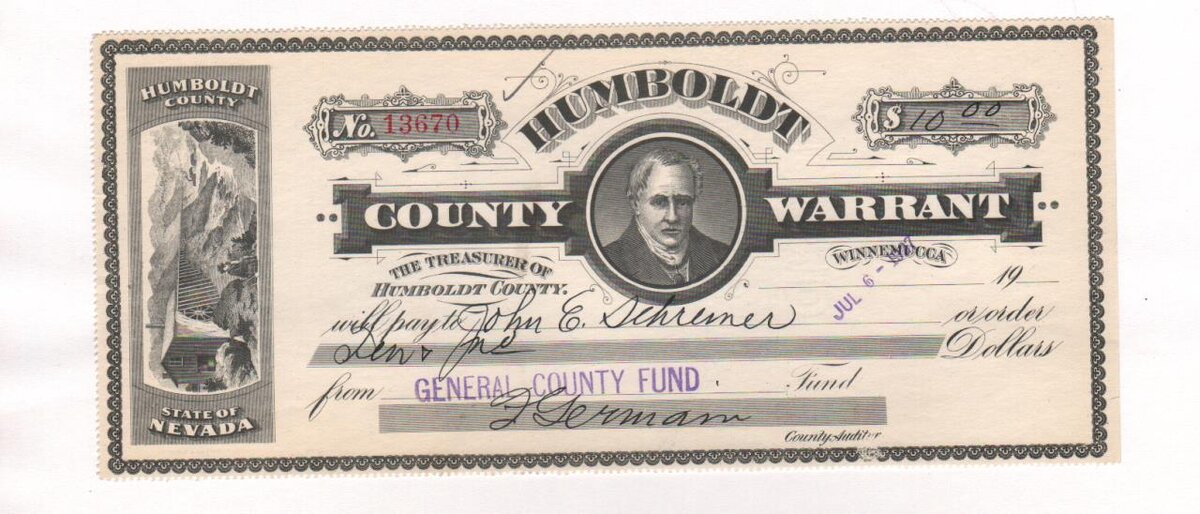 HUMBOLDT
COUNTY
STATE OF
NEVADA
No. 13670
HUMBOLDT
$ 10 00
COUNTY WARRANT
THE TREASURER OF
HUMBOLDT COUNTY.
WINNEMUCCA
19
JUL 6 -
will pay to John E. Schreiner or order
Ten & Dollars
from GENERAL COUNTY FUND . Fund
F Germain
County Auditor